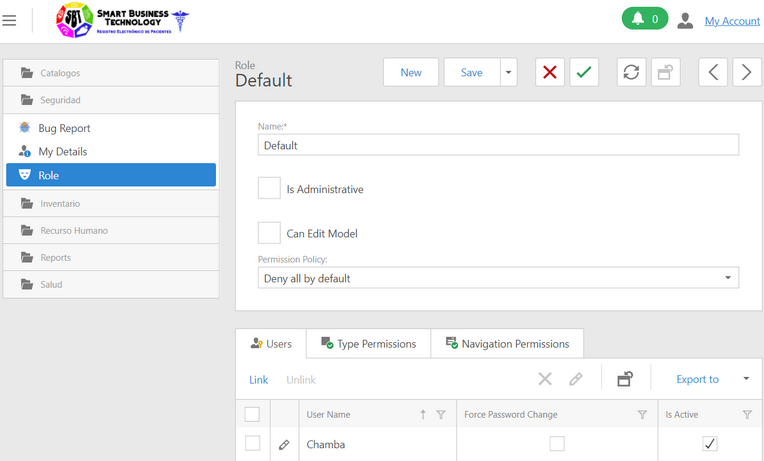 SBT
SMART BUSINESS
TECHNOLOGY
REGISTRO ELECTRÓNICO DE PACIENTES
0
My Account
Catalogos
Seguridad
Bug Report
My Details
Role
Inventario
Recurso Humano
Reports
Salud
Role
Default
New
Save
Name:*
Default
Is Administrative
Can Edit Model
Permission Policy:
Deny all by default
Users
Type Permissions
Navigation Permissions
Link
Unlink
Export to
User Name
Force Password Change
Is Active
Chamba